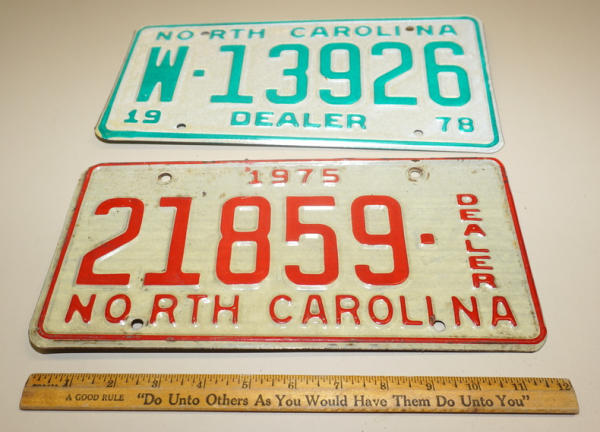 NORTH CAROLINA
W-13926
19 DEALER 78
1975
21859- DEALER
NORTH CAROLINA
1 2 3 4 5 6 7 8 9 10 11 12
A GOOD RULE "Do Unto Others As You Would Have Them Do Unto You"